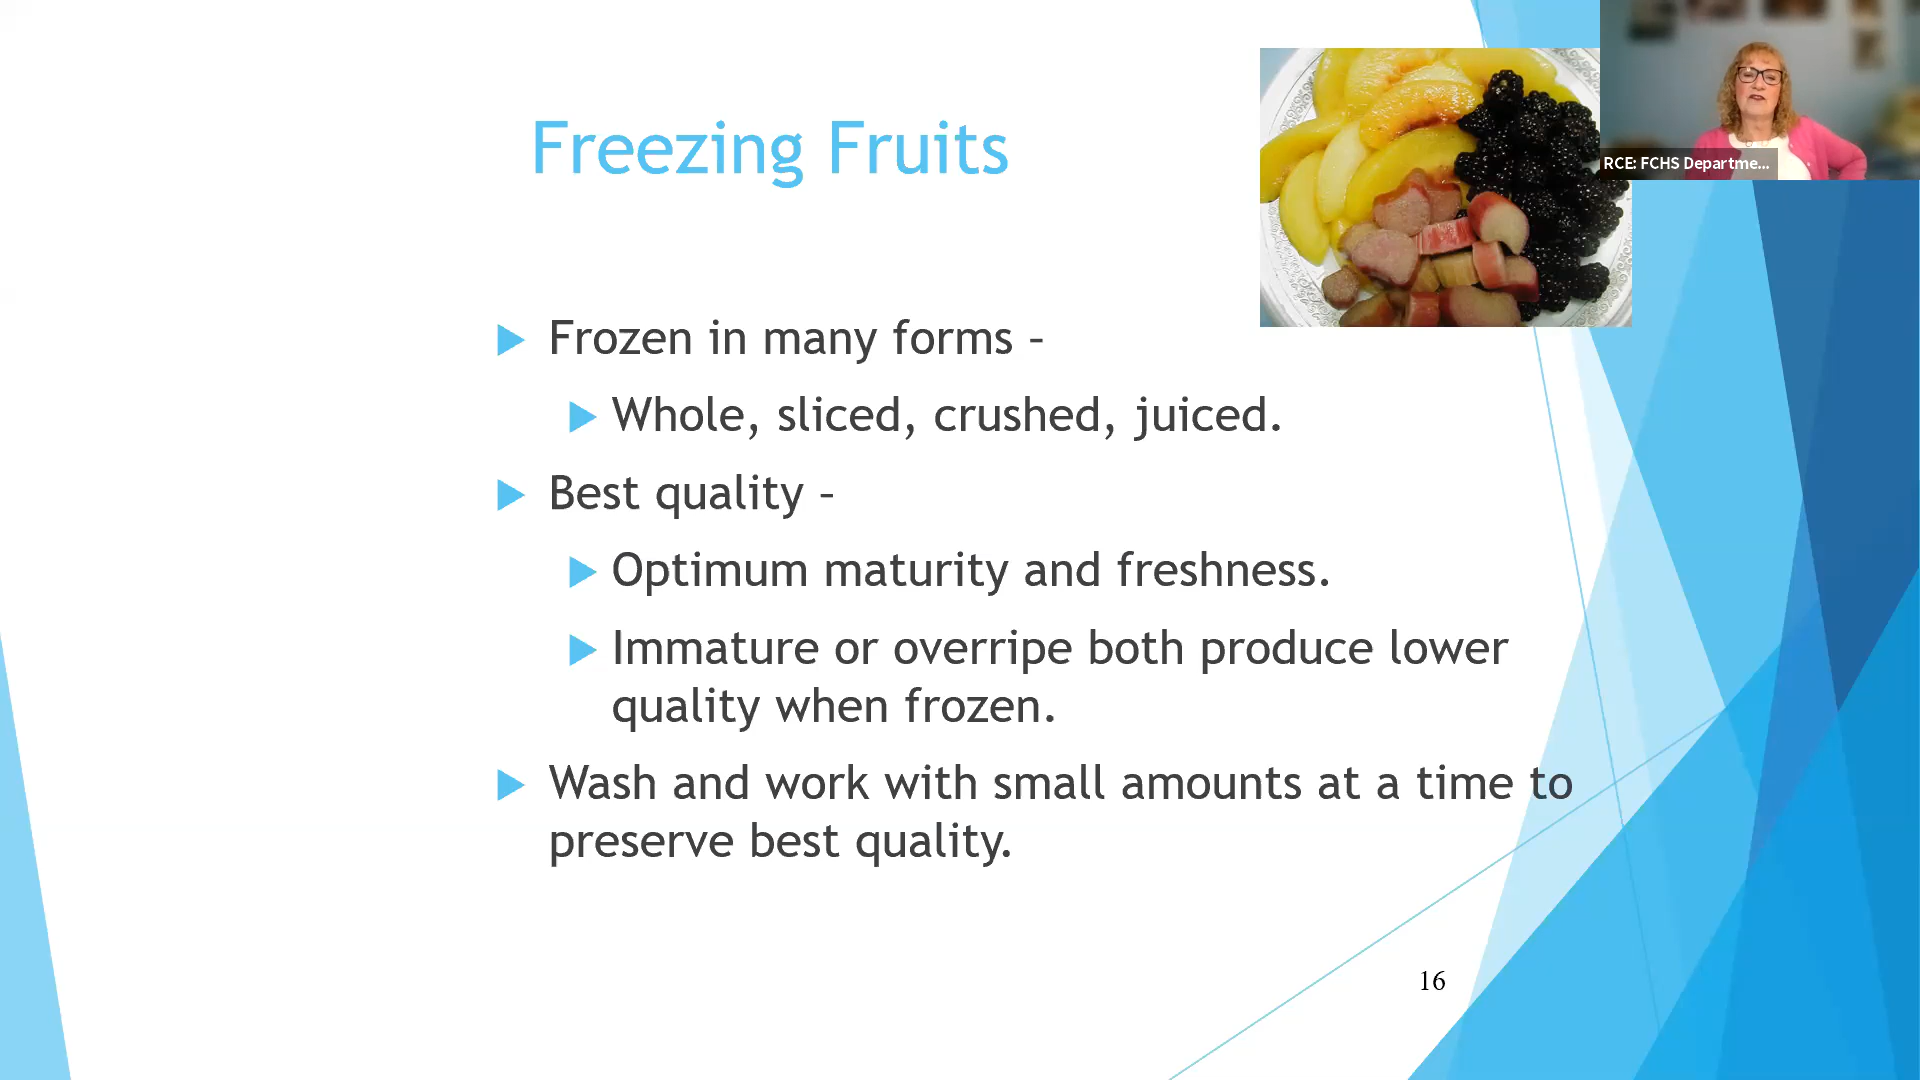 Freezing Fruits
RCE: FCHS Departme...
Frozen in many forms –
Whole, sliced, crushed, juiced.
Best quality –
Optimum maturity and freshness.
Immature or overripe both produce lower
quality when frozen.
Wash and work with small amounts at a time to
preserve best quality.
16